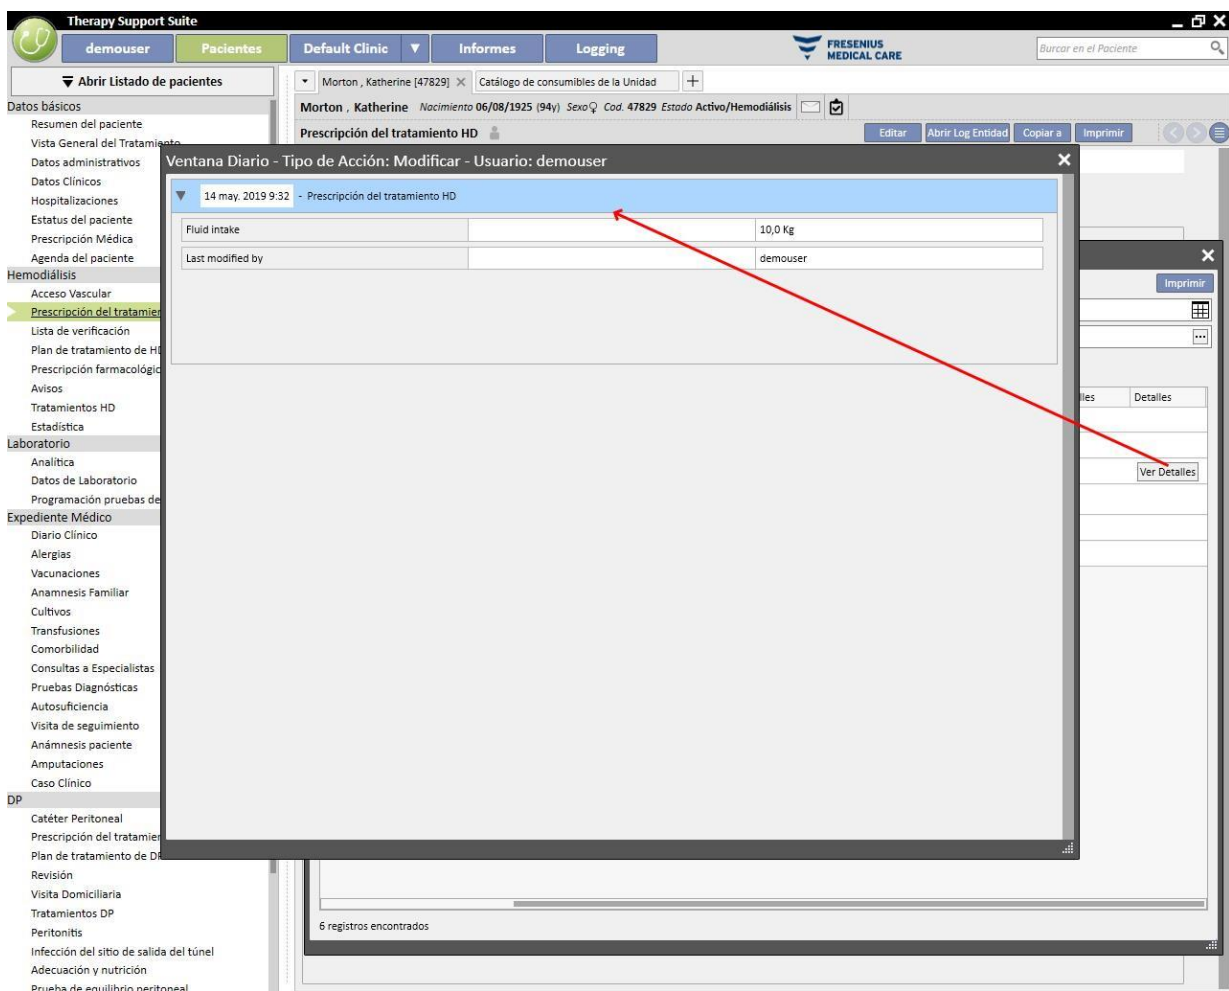 Therapy Support Suite
demouser
Pacientes
Default Clinic
Informes
Logging
FRESENIUS
MEDICAL CARE
Burcar en el Paciente
Abrir Listado de pacientes
Morton , Katherine [47829]
Catálogo de consumibles de la Unidad
Morton , Katherine Nacimiento 06/08/1925 (94y) Sexo Cod. 47829 Estado Activo/Hemodiálisis
Prescripción del tratamiento HD
Editar
Abrir Log Entidad
Copiar a
Imprimir
Datos básicos
Resumen del paciente
Vista General del Tratamiento
Datos administrativos
Datos Clínicos
Hospitalizaciones
Estatus del paciente
Prescripción Médica
Agenda del paciente
Hemodiálisis
Acceso Vascular
Prescripción del tratamier
Lista de verificación
Plan de tratamiento de HD
Prescripción farmacológic
Avisos
Tratamientos HD
Estadística
Laboratorio
Analítica
Datos de Laboratorio
Programación pruebas de
Expediente Médico
Diario Clínico
Alergias
Vacunaciones
Anamnesis Familiar
Cultivos
Transfusiones
Comorbilidad
Consultas a Especialistas
Pruebas Diagnósticas
Autosuficiencia
Visita de seguimiento
Anámnesis paciente
Amputaciones
Caso Clínico
DP
Catéter Peritoneal
Prescripción del tratamier
Plan de tratamiento de DP
Revisión
Visita Domiciliaria
Tratamientos DP
Peritonitis
Infección del sitio de salida del túnel
Adecuación y nutrición
Prueba de equilibrio peritoneal
Ventana Diario - Tipo de Acción: Modificar - Usuario: demouser
14 may. 2019 9:32 - Prescripción del tratamiento HD
Fluid intake 10,0 Kg
Last modified by demouser
Imprimir
lles Detalles
Ver Detalles
6 registros encontrados